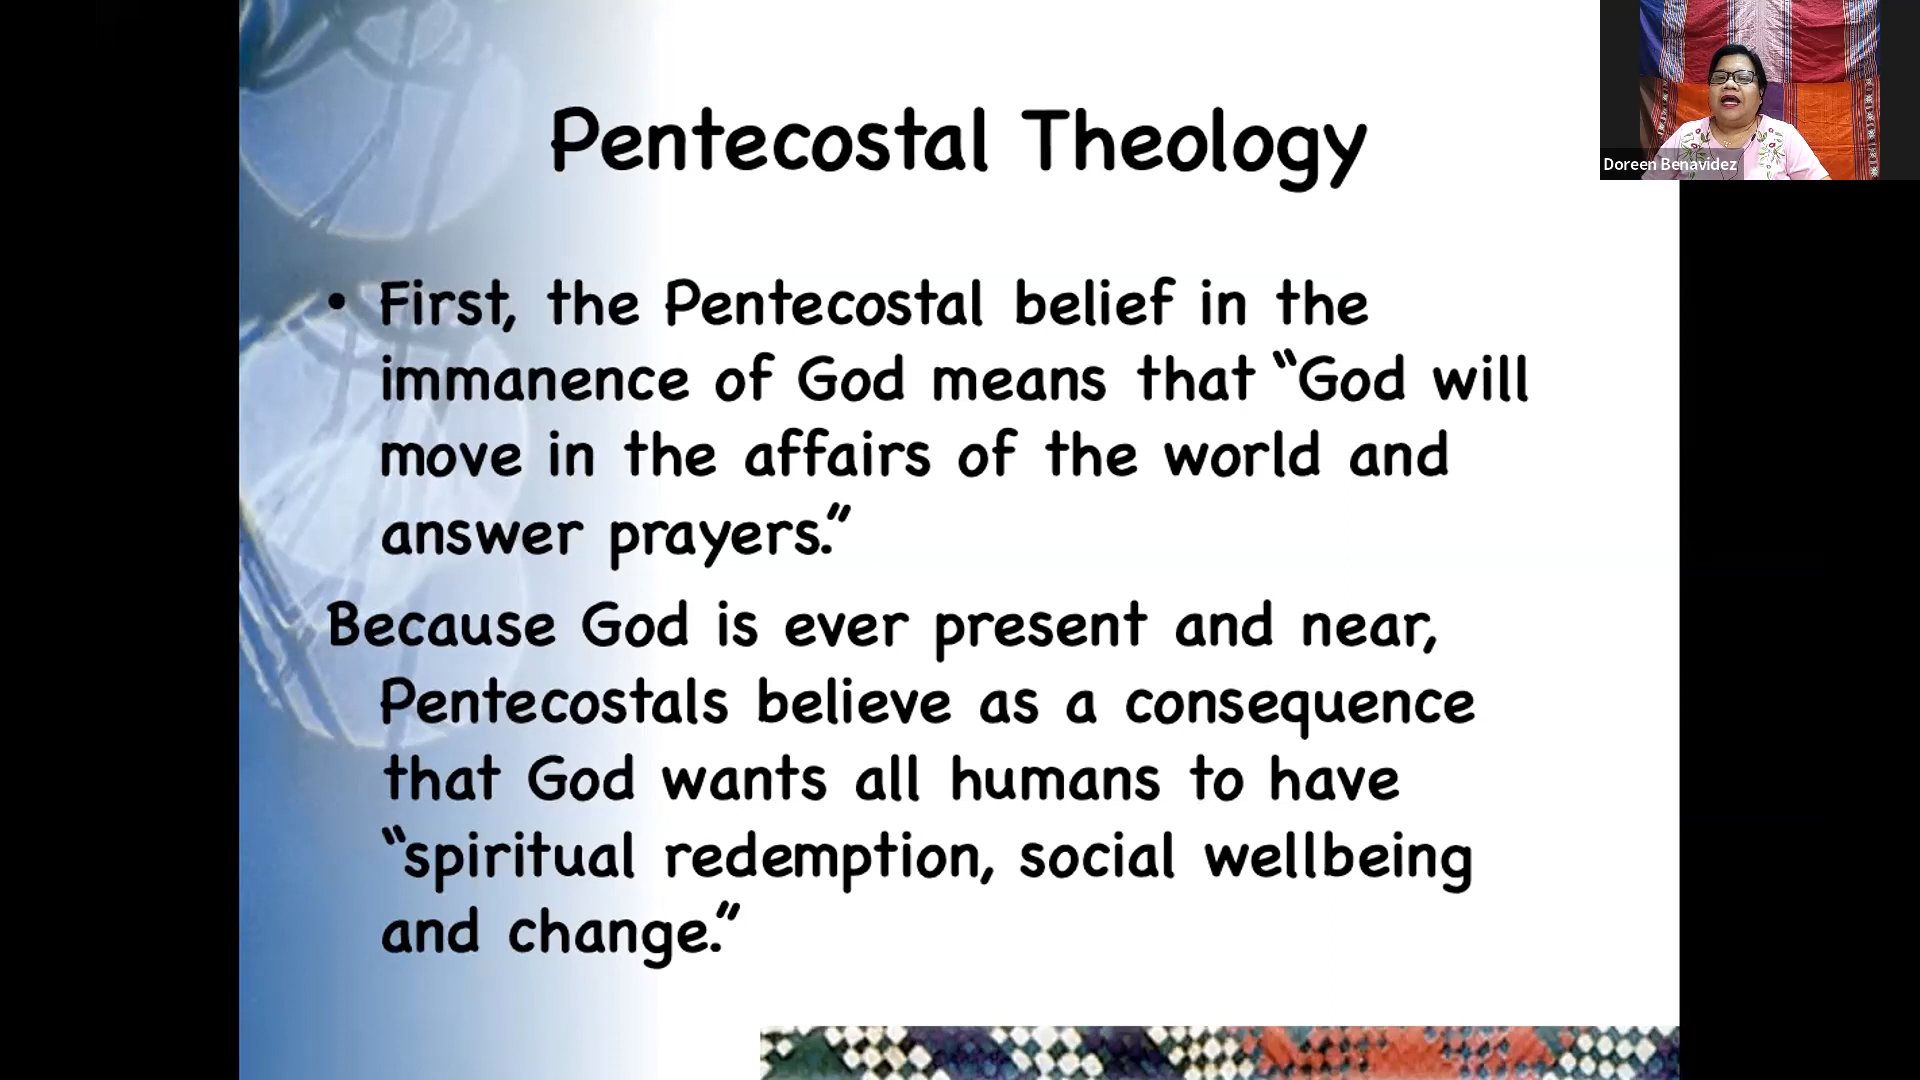 Pentecostal Theology
Doreen Benavidez
• First, the Pentecostal belief in the
immanence of God means that “God will
move in the affairs of the world and
answer prayers.”
Because God is ever present and near,
Pentecostals believe as a consequence
that God wants all humans to have
“spiritual redemption, social wellbeing
and change.”